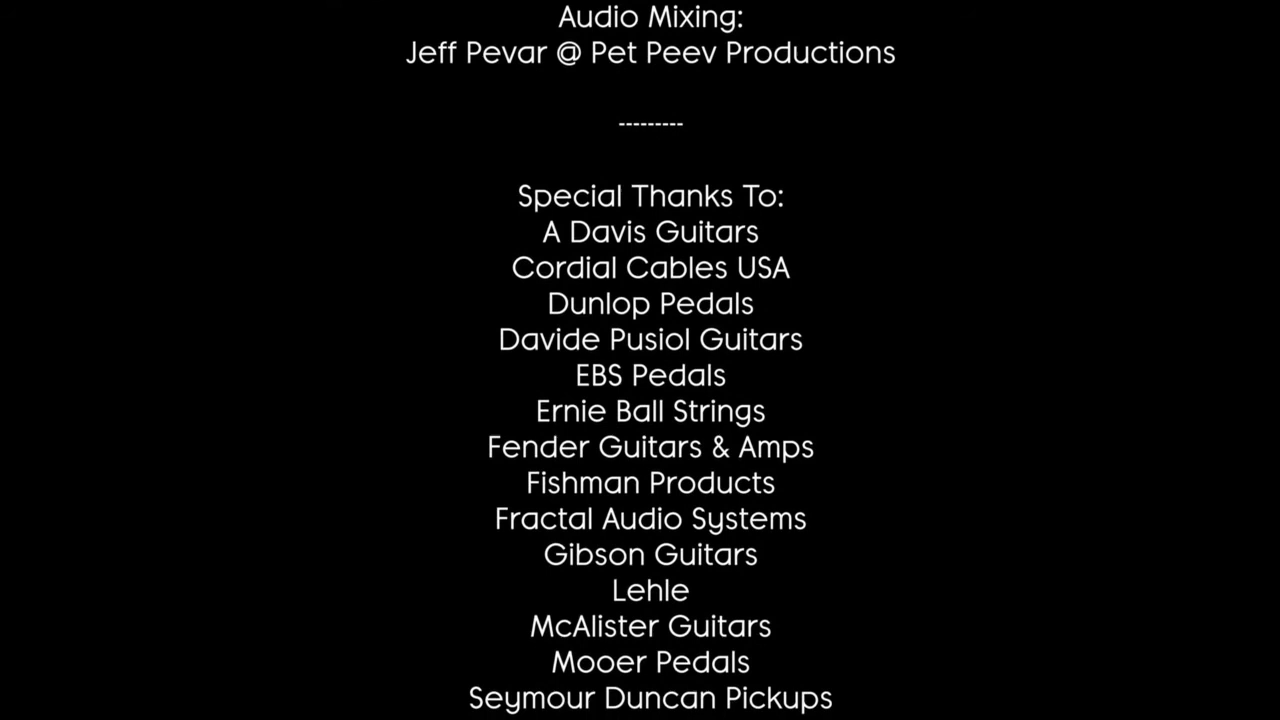 Audio Mixing:
Jeff Pevar @ Pet Peev Productions
---------
Special Thanks To:
A Davis Guitars
Cordial Cables USA
Dunlop Pedals
Davide Pusiol Guitars
EBS Pedals
Ernie Ball Strings
Fender Guitars & Amps
Fishman Products
Fractal Audio Systems
Gibson Guitars
Lehle
McAlister Guitars
Mooer Pedals
Seymour Duncan Pickups